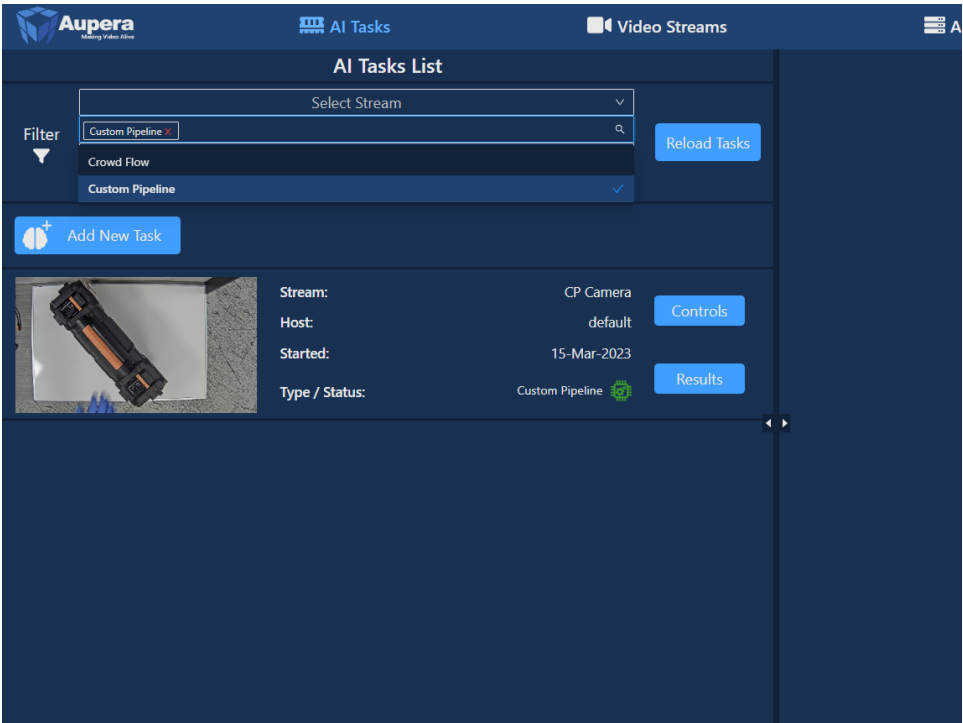 Aupera
Making Video Alive
AI Tasks
Video Streams
A
AI Tasks List
Filter
Select Stream
Custom Pipeline ×
Crowd Flow
Custom Pipeline
Reload Tasks
Add New Task
Stream: CP Camera
Host: default
Started: 15-Mar-2023
Type / Status: Custom Pipeline
Controls
Results